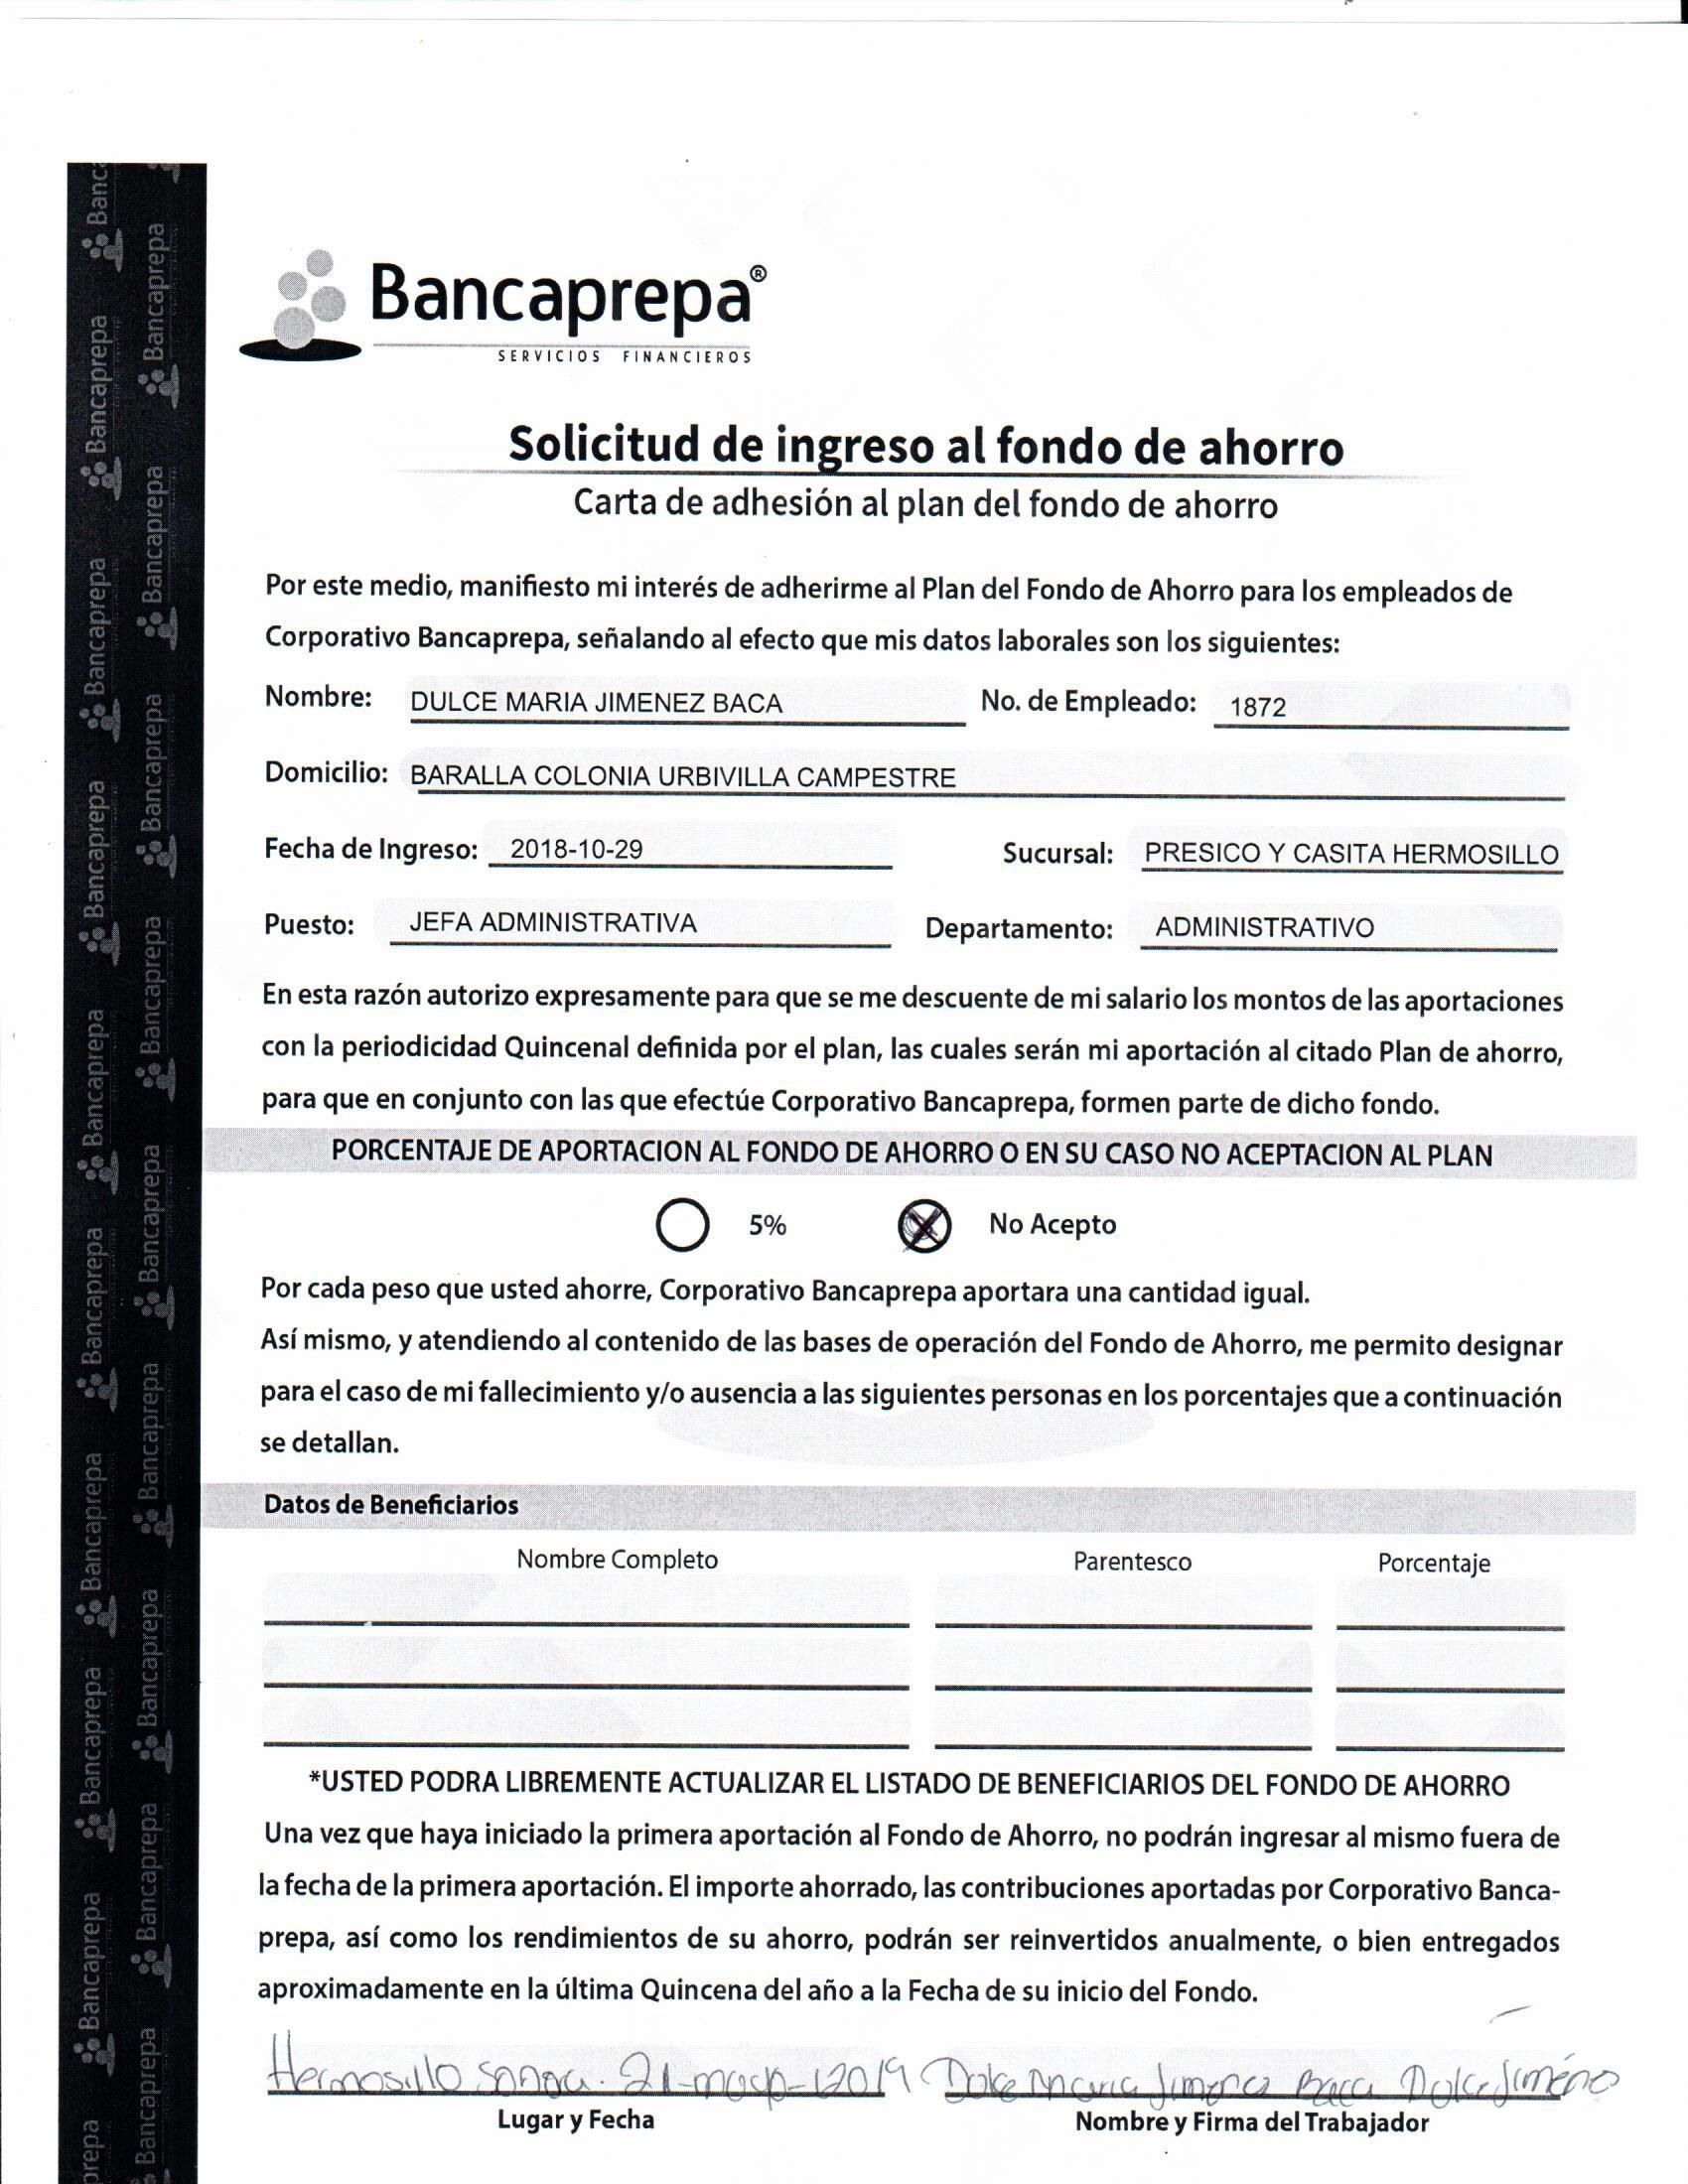 Bancaprepa®
SERVICIOS FINANCIEROS
Solicitud de ingreso al fondo de ahorro
Carta de adhesión al plan del fondo de ahorro
Por este medio, manifiesto mi interés de adherirme al Plan del Fondo de Ahorro para los empleados de
Corporativo Bancaprepa, señalando al efecto que mis datos laborales son los siguientes:
Nombre: DULCE MARIA JIMENEZ BACA No. de Empleado: 1872
Domicilio: BARALLA COLONIA URBIVILLA CAMPESTRE
Fecha de Ingreso: 2018-10-29 Sucursal: PRESICO Y CASITA HERMOSILLO
Puesto: JEFA ADMINISTRATIVA Departamento: ADMINISTRATIVO
En esta razón autorizo expresamente para que se me descuente de mi salario los montos de las aportaciones
con la periodicidad Quincenal definida por el plan, las cuales serán mi aportación al citado Plan de ahorro,
para que en conjunto con las que efectúe Corporativo Bancaprepa, formen parte de dicho fondo.
PORCENTAJE DE APORTACION AL FONDO DE AHORRO O EN SU CASO NO ACEPTACION AL PLAN
5% No Acepto
Por cada peso que usted ahorre, Corporativo Bancaprepa aportara una cantidad igual.
Así mismo, y atendiendo al contenido de las bases de operación del Fondo de Ahorro, me permito designar
para el caso de mi fallecimiento y/o ausencia a las siguientes personas en los porcentajes que a continuación
se detallan.
Datos de Beneficiarios
Nombre Completo Parentesco Porcentaje
*USTED PODRA LIBREMENTE ACTUALIZAR EL LISTADO DE BENEFICIARIOS DEL FONDO DE AHORRO
Una vez que haya iniciado la primera aportación al Fondo de Ahorro, no podrán ingresar al mismo fuera de
la fecha de la primera aportación. El importe ahorrado, las contribuciones aportadas por Corporativo Banca-
prepa, así como los rendimientos de su ahorro, podrán ser reinvertidos anualmente, o bien entregados
aproximadamente en la última Quincena del año a la Fecha de su inicio del Fondo.
Hermosillo Sonora. 21-mayo-2019 Dulce Maria Jimenez Baca Dulce Jiménez
Lugar y Fecha Nombre y Firma del Trabajador